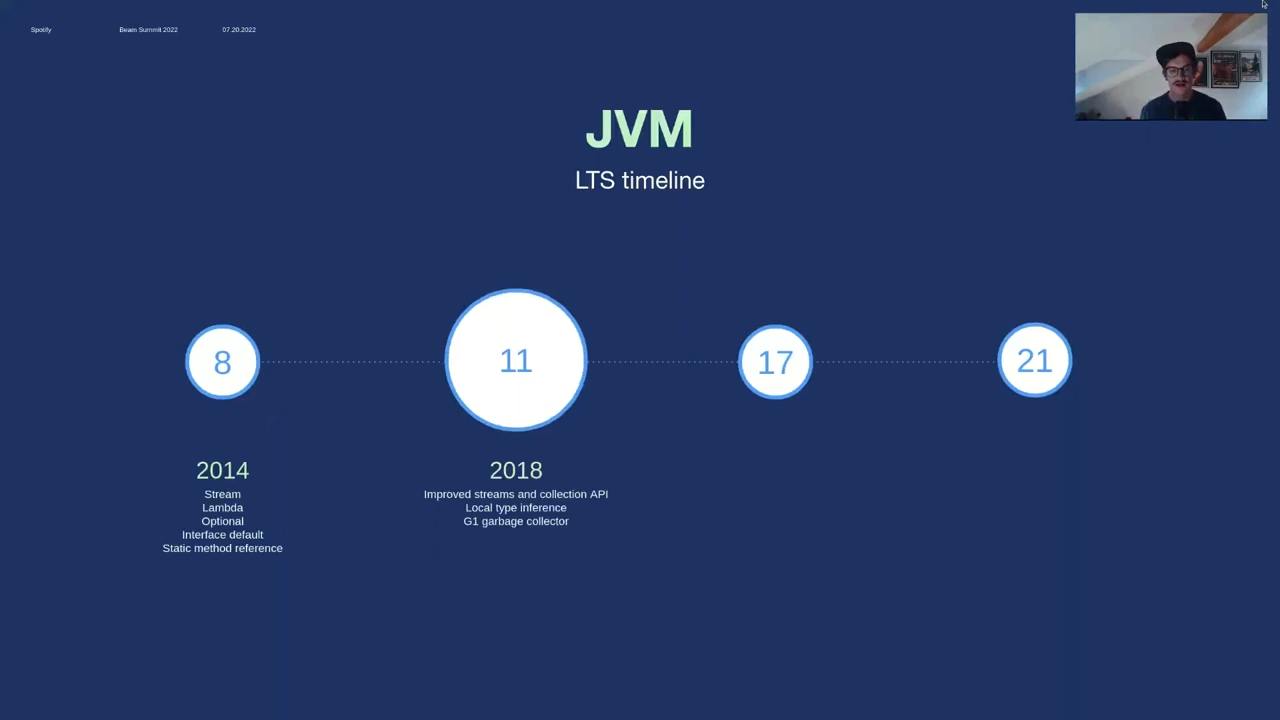 Spotify
Beam Summit 2022
07.20.2022
JVM
LTS timeline
8
11
17
21
2014
Stream
Lambda
Optional
Interface default
Static method reference
2018
Improved streams and collection API
Local type inference
G1 garbage collector